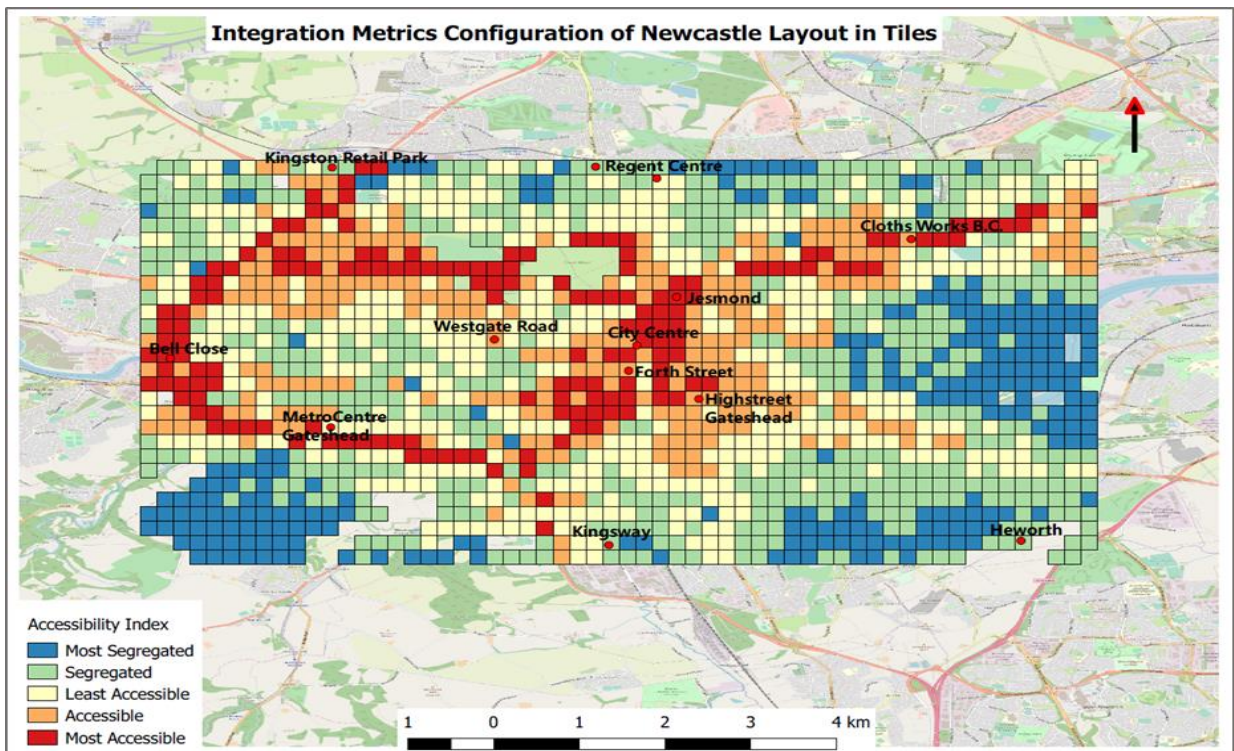 Integration Metrics Configuration of Newcastle Layout in Tiles
Kingston Retail Park
Regent Centre
Cloths Works B.C.
Jesmond
Westgate Road
City Centre
Bell Close
Forth Street
Highstreet
Gateshead
MetroCentre
Gateshead
Kingsway
Heworth
Accessibility Index
Most Segregated
Segregated
Least Accessible
Accessible
Most Accessible
1 0 1 2 3 4 km